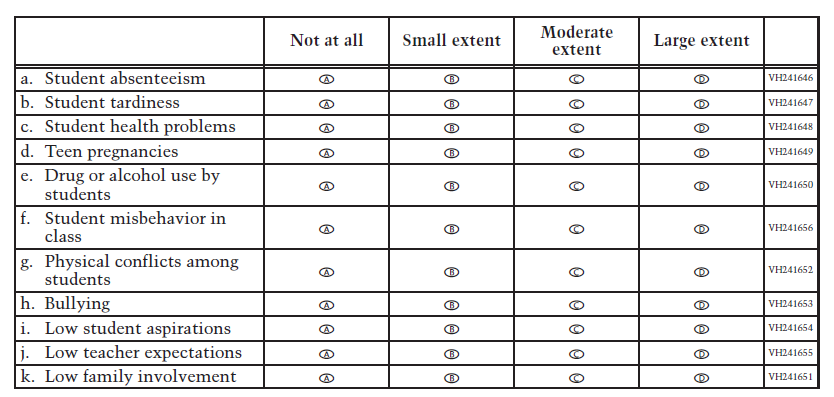 Not at all Small extent Moderate extent Large extent
a. Student absenteeism A B C D VH241646
b. Student tardiness A B C D VH241647
c. Student health problems A B C D VH241648
d. Teen pregnancies A B C D VH241649
e. Drug or alcohol use by
students A B C D VH241650
f. Student misbehavior in
class A B C D VH241656
g. Physical conflicts among
students A B C D VH241652
h. Bullying A B C D VH241653
i. Low student aspirations A B C D VH241654
j. Low teacher expectations A B C D VH241655
k. Low family involvement A B C D VH241651